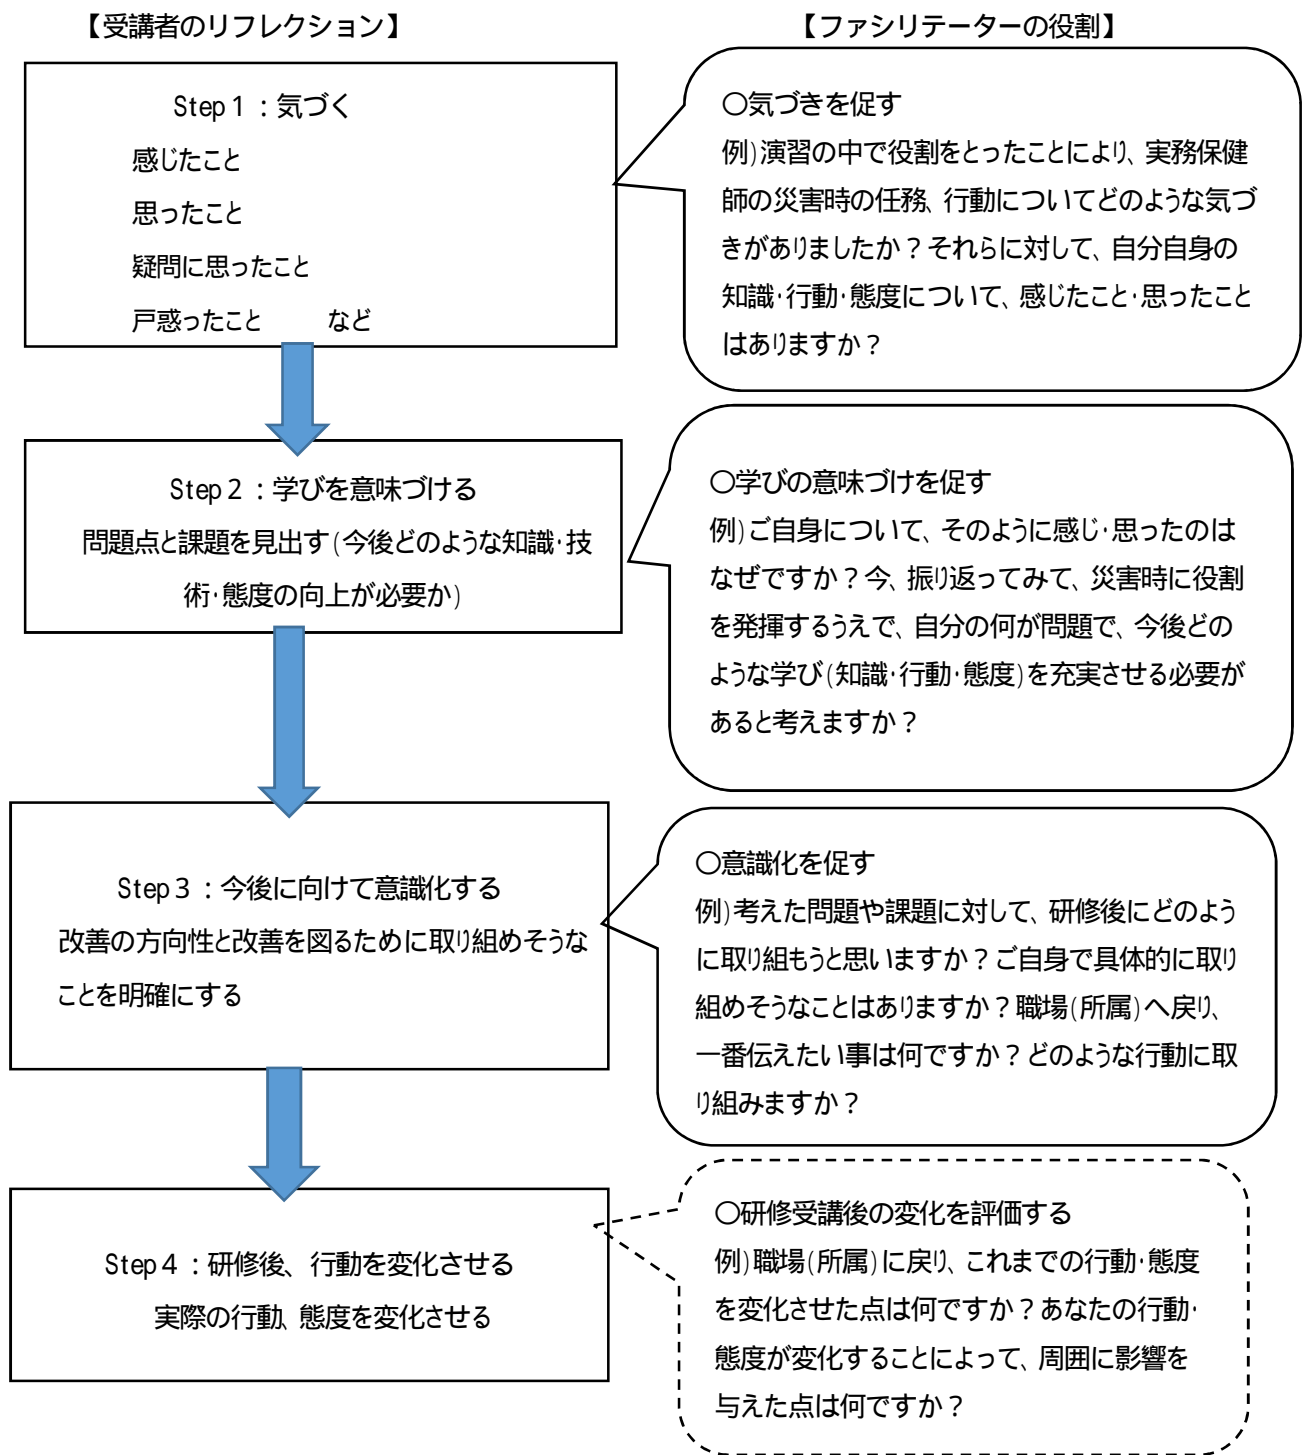 【受講者のリフレクション】
【ファシリテーターの役割】
Step1:気づく
感じたこと
思ったこと
疑問に思ったこと
戸惑ったこと など
〇気づきを促す
例)演習の中で役割をとったことにより、実務保健
師の災害時の任務、行動についてどのような気づ
きがありましたか?それらに対して、自分自身の
知識・行動・態度について、感じたこと・思ったこと
はありますか?
Step2:学びを意味づける
問題点と課題を見出す(今後どのような知識・技
術・態度の向上が必要か)
〇学びの意味づけを促す
例)ご自身について、そのように感じ・思ったのは
なぜですか?今、振り返ってみて、災害時に役割
を発揮するうえで、自分の何が問題で、今後どの
ような学び(知識・行動・態度)を充実させる必要が
あると考えますか?
Step3:今後に向けて意識化する
改善の方向性と改善を図るために取り組めそうな
ことを明確にする
〇意識化を促す
例)考えた問題や課題に対して、研修後にどのよう
に取り組もうと思いますか?ご自身で具体的に取り
組めそうなことはありますか?職場(所属)へ戻り、
一番伝えたい事は何ですか?どのような行動に取
り組みますか?
Step4:研修後、行動を変化させる
実際の行動、態度を変化させる
〇研修受講後の変化を評価する
例)職場(所属)に戻り、これまでの行動・態度
を変化させた点は何ですか?あなたの行動・
態度が変化することによって、周囲に影響を
与えた点は何ですか?